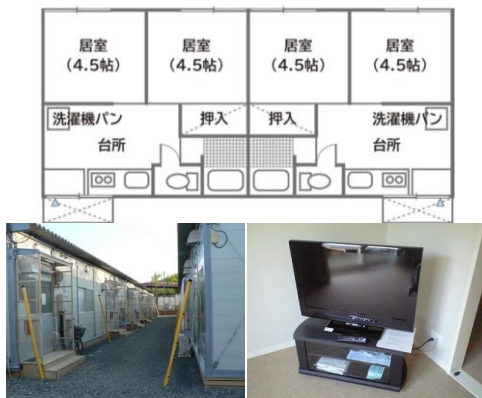 居室 居室 居室 居室
(4.5帖) (4.5帖) (4.5帖) (4.5帖)
洗濯機パン 押入 押入 洗濯機パン
台所 台所